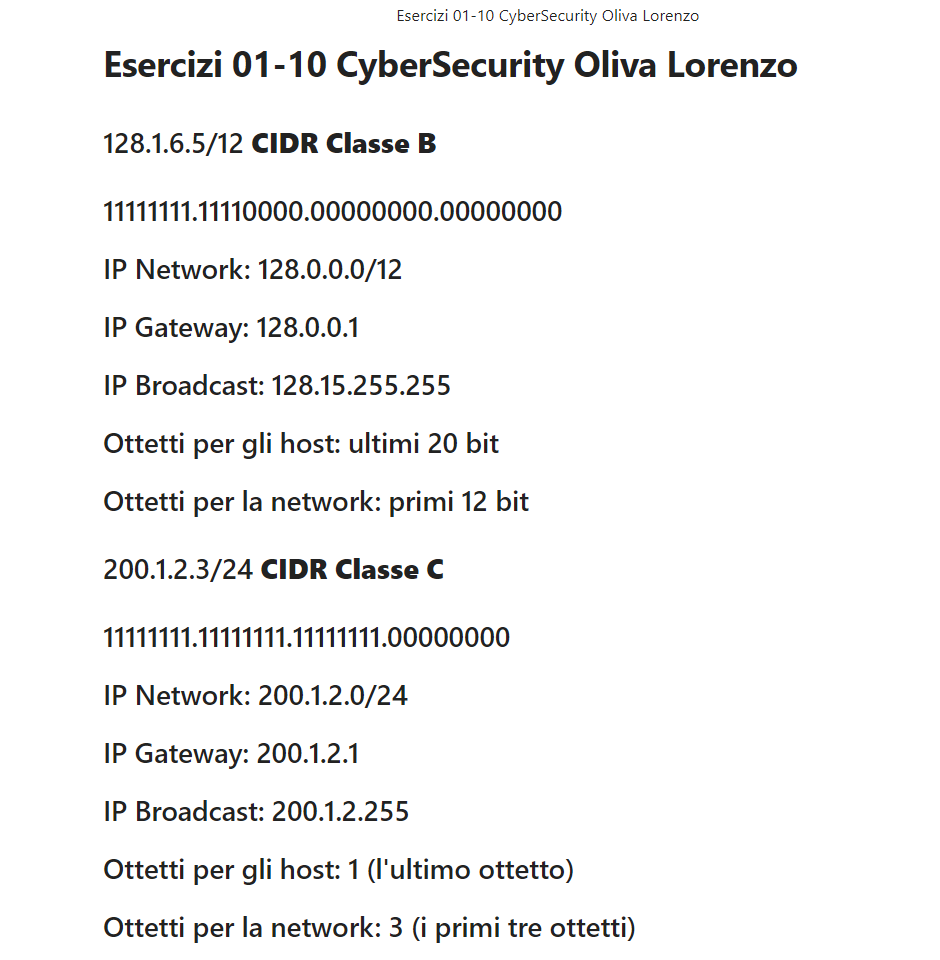 Esercizi 01-10 CyberSecurity Oliva Lorenzo
Esercizi 01-10 CyberSecurity Oliva Lorenzo
128.1.6.5/12 CIDR Classe B
11111111.11110000.00000000.00000000
IP Network: 128.0.0.0/12
IP Gateway: 128.0.0.1
IP Broadcast: 128.15.255.255
Ottetti per gli host: ultimi 20 bit
Ottetti per la network: primi 12 bit
200.1.2.3/24 CIDR Classe C
11111111.11111111.11111111.00000000
IP Network: 200.1.2.0/24
IP Gateway: 200.1.2.1
IP Broadcast: 200.1.2.255
Ottetti per gli host: 1 (l'ultimo ottetto)
Ottetti per la network: 3 (i primi tre ottetti)